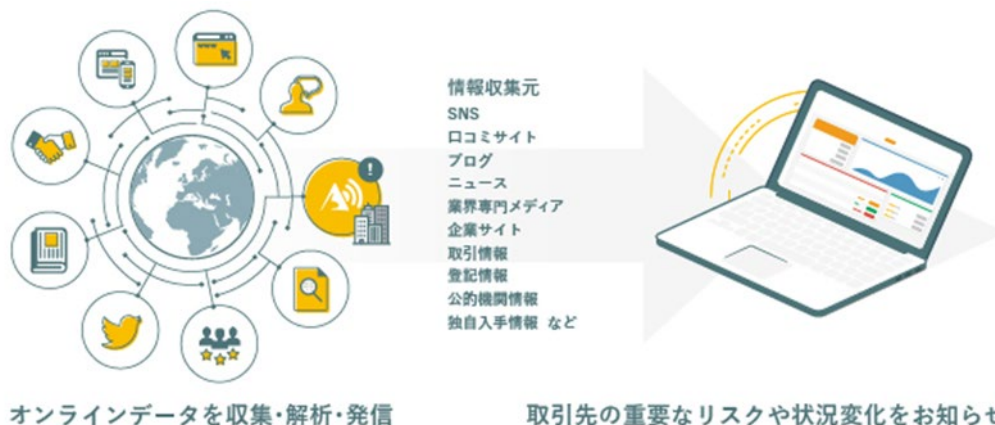 www
!
情報収集元
SNS
口コミサイト
ブログ
ニュース
業界専門メディア
企業サイト
取引情報
登記情報
公的機関情報
独自入手情報 など
オンラインデータを収集・解析・発信
取引先の重要なリスクや状況変化をお知らせ